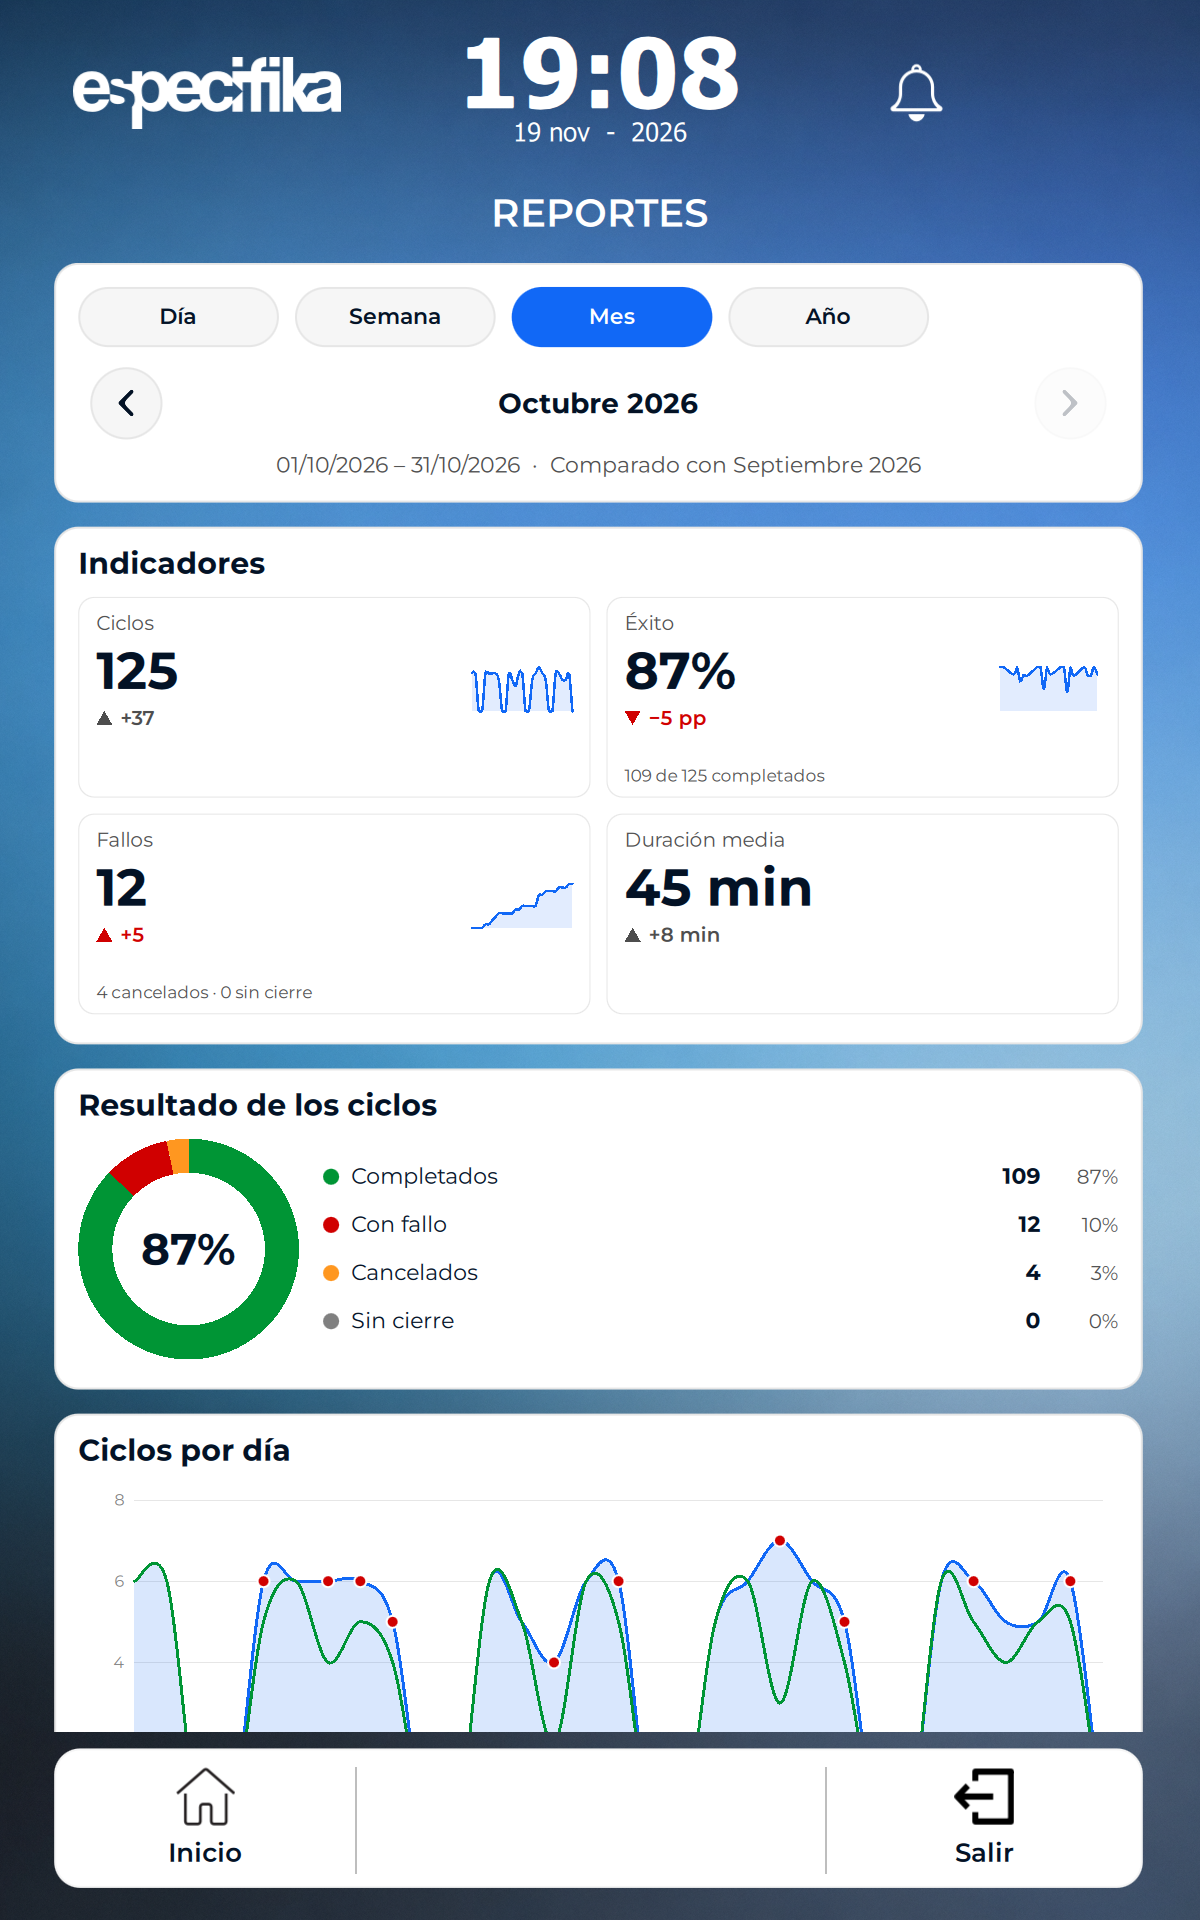 especifika
19:08
19 nov - 2026
REPORTES
Día Semana Mes Año
Octubre 2026
01/10/2026 – 31/10/2026 · Comparado con Septiembre 2026
Indicadores
Ciclos
125
▲ +37
Éxito
87%
▼ −5 pp
109 de 125 completados
Fallos
12
▲ +5
4 cancelados · 0 sin cierre
Duración media
45 min
▲ +8 min
Resultado de los ciclos
87%
Completados 109 87%
Con fallo 12 10%
Cancelados 4 3%
Sin cierre 0 0%
Ciclos por día
8
6
4
Inicio
Salir